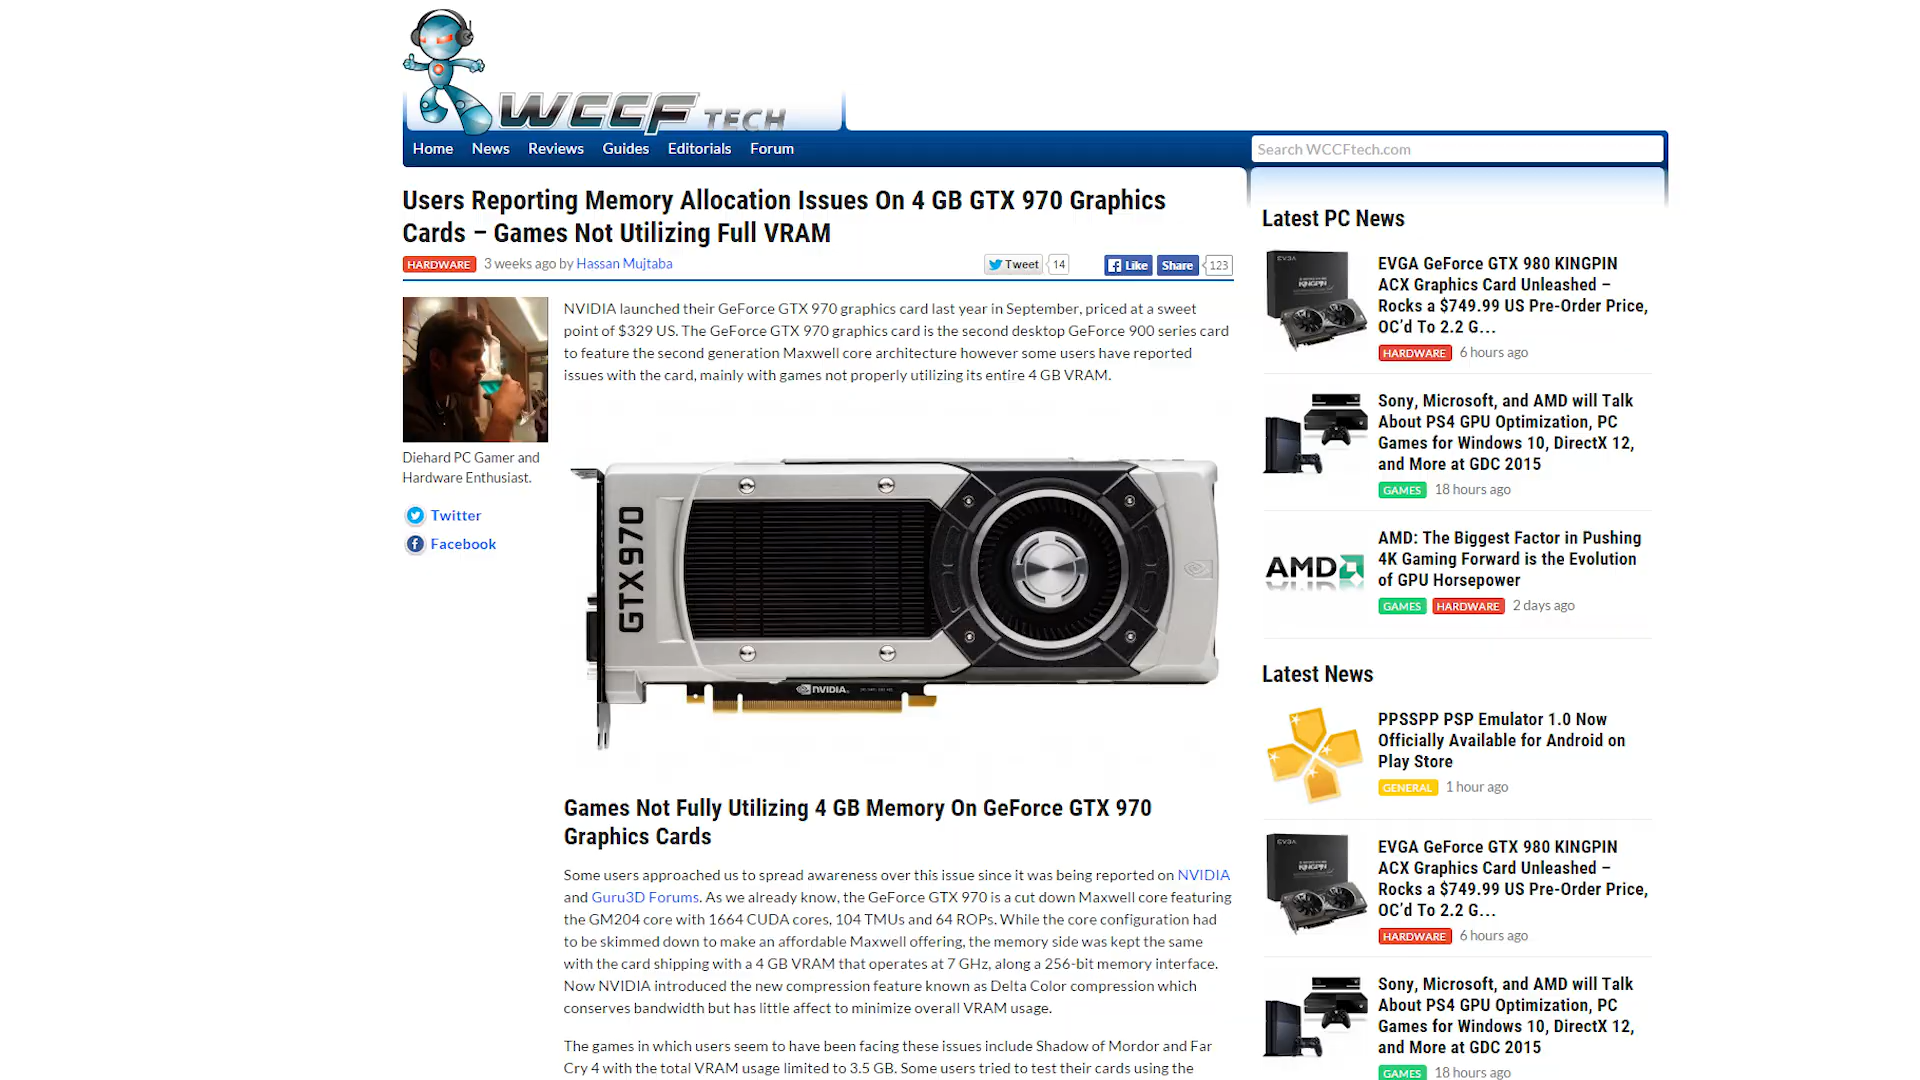 WCCF TECH
Home News Reviews Guides Editorials Forum
Search WCCFtech.com
Users Reporting Memory Allocation Issues On 4 GB GTX 970 Graphics
Cards – Games Not Utilizing Full VRAM
HARDWARE 3 weeks ago by Hassan Mujtaba
Tweet 14 Like Share 123
Diehard PC Gamer and
Hardware Enthusiast.
Twitter
Facebook
NVIDIA launched their GeForce GTX 970 graphics card last year in September, priced at a sweet
point of $329 US. The GeForce GTX 970 graphics card is the second desktop GeForce 900 series card
to feature the second generation Maxwell core architecture however some users have reported
issues with the card, mainly with games not properly utilizing its entire 4 GB VRAM.
GTX 970
NVIDIA
Games Not Fully Utilizing 4 GB Memory On GeForce GTX 970
Graphics Cards
Some users approached us to spread awareness over this issue since it was being reported on NVIDIA
and Guru3D Forums. As we already know, the GeForce GTX 970 is a cut down Maxwell core featuring
the GM204 core with 1664 CUDA cores, 104 TMUs and 64 ROPs. While the core configuration had
to be skimmed down to make an affordable Maxwell offering, the memory side was kept the same
with the card shipping with a 4 GB VRAM that operates at 7 GHz, along a 256-bit memory interface.
Now NVIDIA introduced the new compression feature known as Delta Color compression which
conserves bandwidth but has little affect to minimize overall VRAM usage.
The games in which users seem to have been facing these issues include Shadow of Mordor and Far
Cry 4 with the total VRAM usage limited to 3.5 GB. Some users tried to test their cards using the
Latest PC News
EVGA
KINGPIN
EVGA GeForce GTX 980 KINGPIN
ACX Graphics Card Unleashed –
Rocks a $749.99 US Pre-Order Price,
OC’d To 2.2 G...
HARDWARE 6 hours ago
Sony, Microsoft, and AMD will Talk
About PS4 GPU Optimization, PC
Games for Windows 10, DirectX 12,
and More at GDC 2015
GAMES 18 hours ago
AMD
AMD: The Biggest Factor in Pushing
4K Gaming Forward is the Evolution
of GPU Horsepower
GAMES HARDWARE 2 days ago
Latest News
PPSSPP PSP Emulator 1.0 Now
Officially Available for Android on
Play Store
GENERAL 1 hour ago
EVGA
KINGPIN
EVGA GeForce GTX 980 KINGPIN
ACX Graphics Card Unleashed –
Rocks a $749.99 US Pre-Order Price,
OC’d To 2.2 G...
HARDWARE 6 hours ago
Sony, Microsoft, and AMD will Talk
About PS4 GPU Optimization, PC
Games for Windows 10, DirectX 12,
and More at GDC 2015
GAMES 18 hours ago